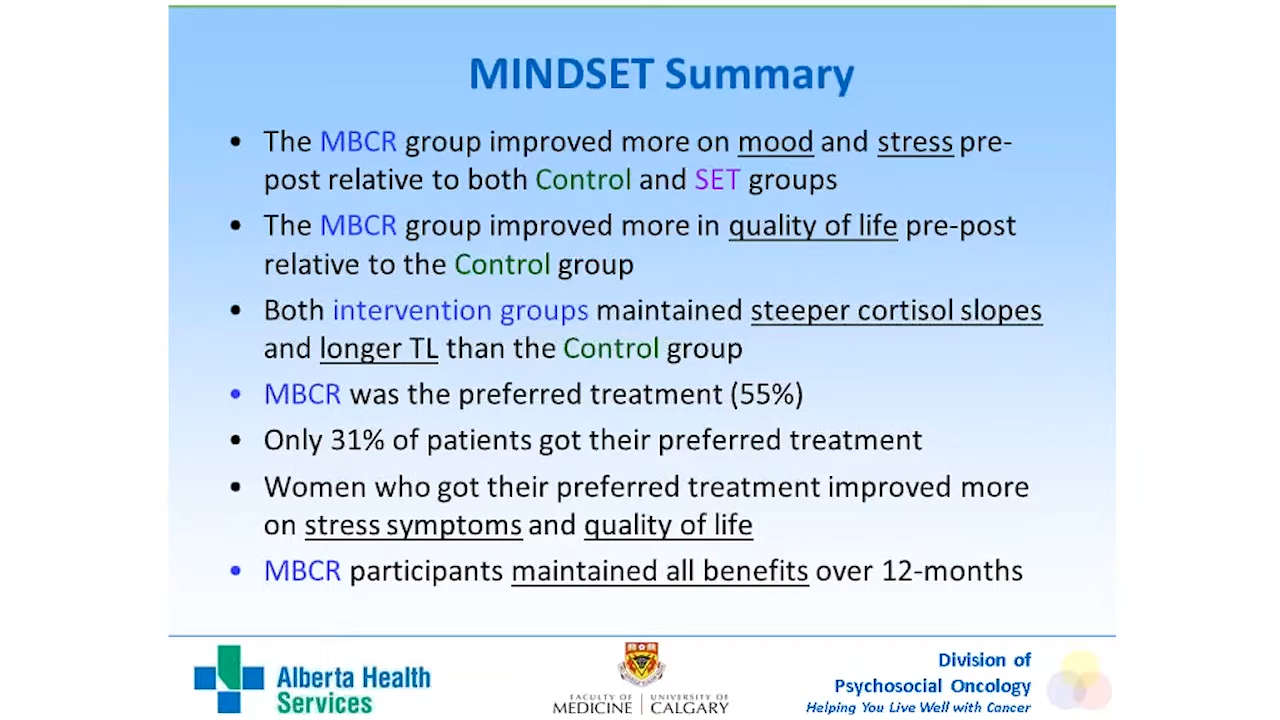 MINDSET Summary
• The MBCR group improved more on mood and stress pre-
post relative to both Control and SET groups
• The MBCR group improved more in quality of life pre-post
relative to the Control group
• Both intervention groups maintained steeper cortisol slopes
and longer TL than the Control group
• MBCR was the preferred treatment (55%)
• Only 31% of patients got their preferred treatment
• Women who got their preferred treatment improved more
on stress symptoms and quality of life
• MBCR participants maintained all benefits over 12-months
Alberta Health
Services
FACULTY OF
MEDICINE
UNIVERSITY OF
CALGARY
Division of
Psychosocial Oncology
Helping You Live Well with Cancer